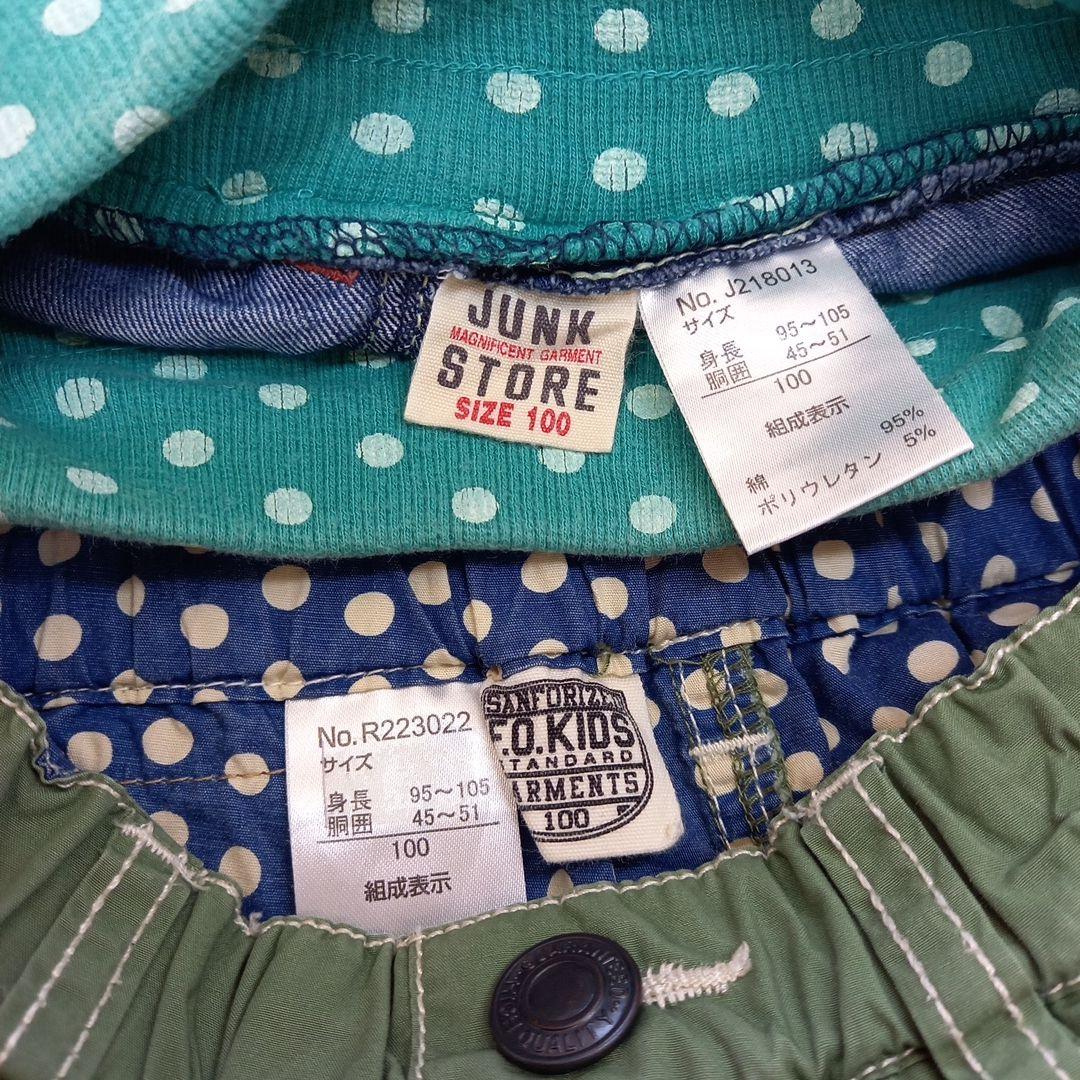 JUNK
MAGNIFICENT GARMENT
STORE
SIZE 100
No. J218013
サイズ
身長 95～105
胴囲 45～51
100
組成表示
綿 95%
ポリウレタン 5%
No. R223022
サイズ
身長 95～105
胴囲 45～51
100
組成表示
SANFORIZED
F.O.KIDS
STANDARD
GARMENTS
100
QUALITY